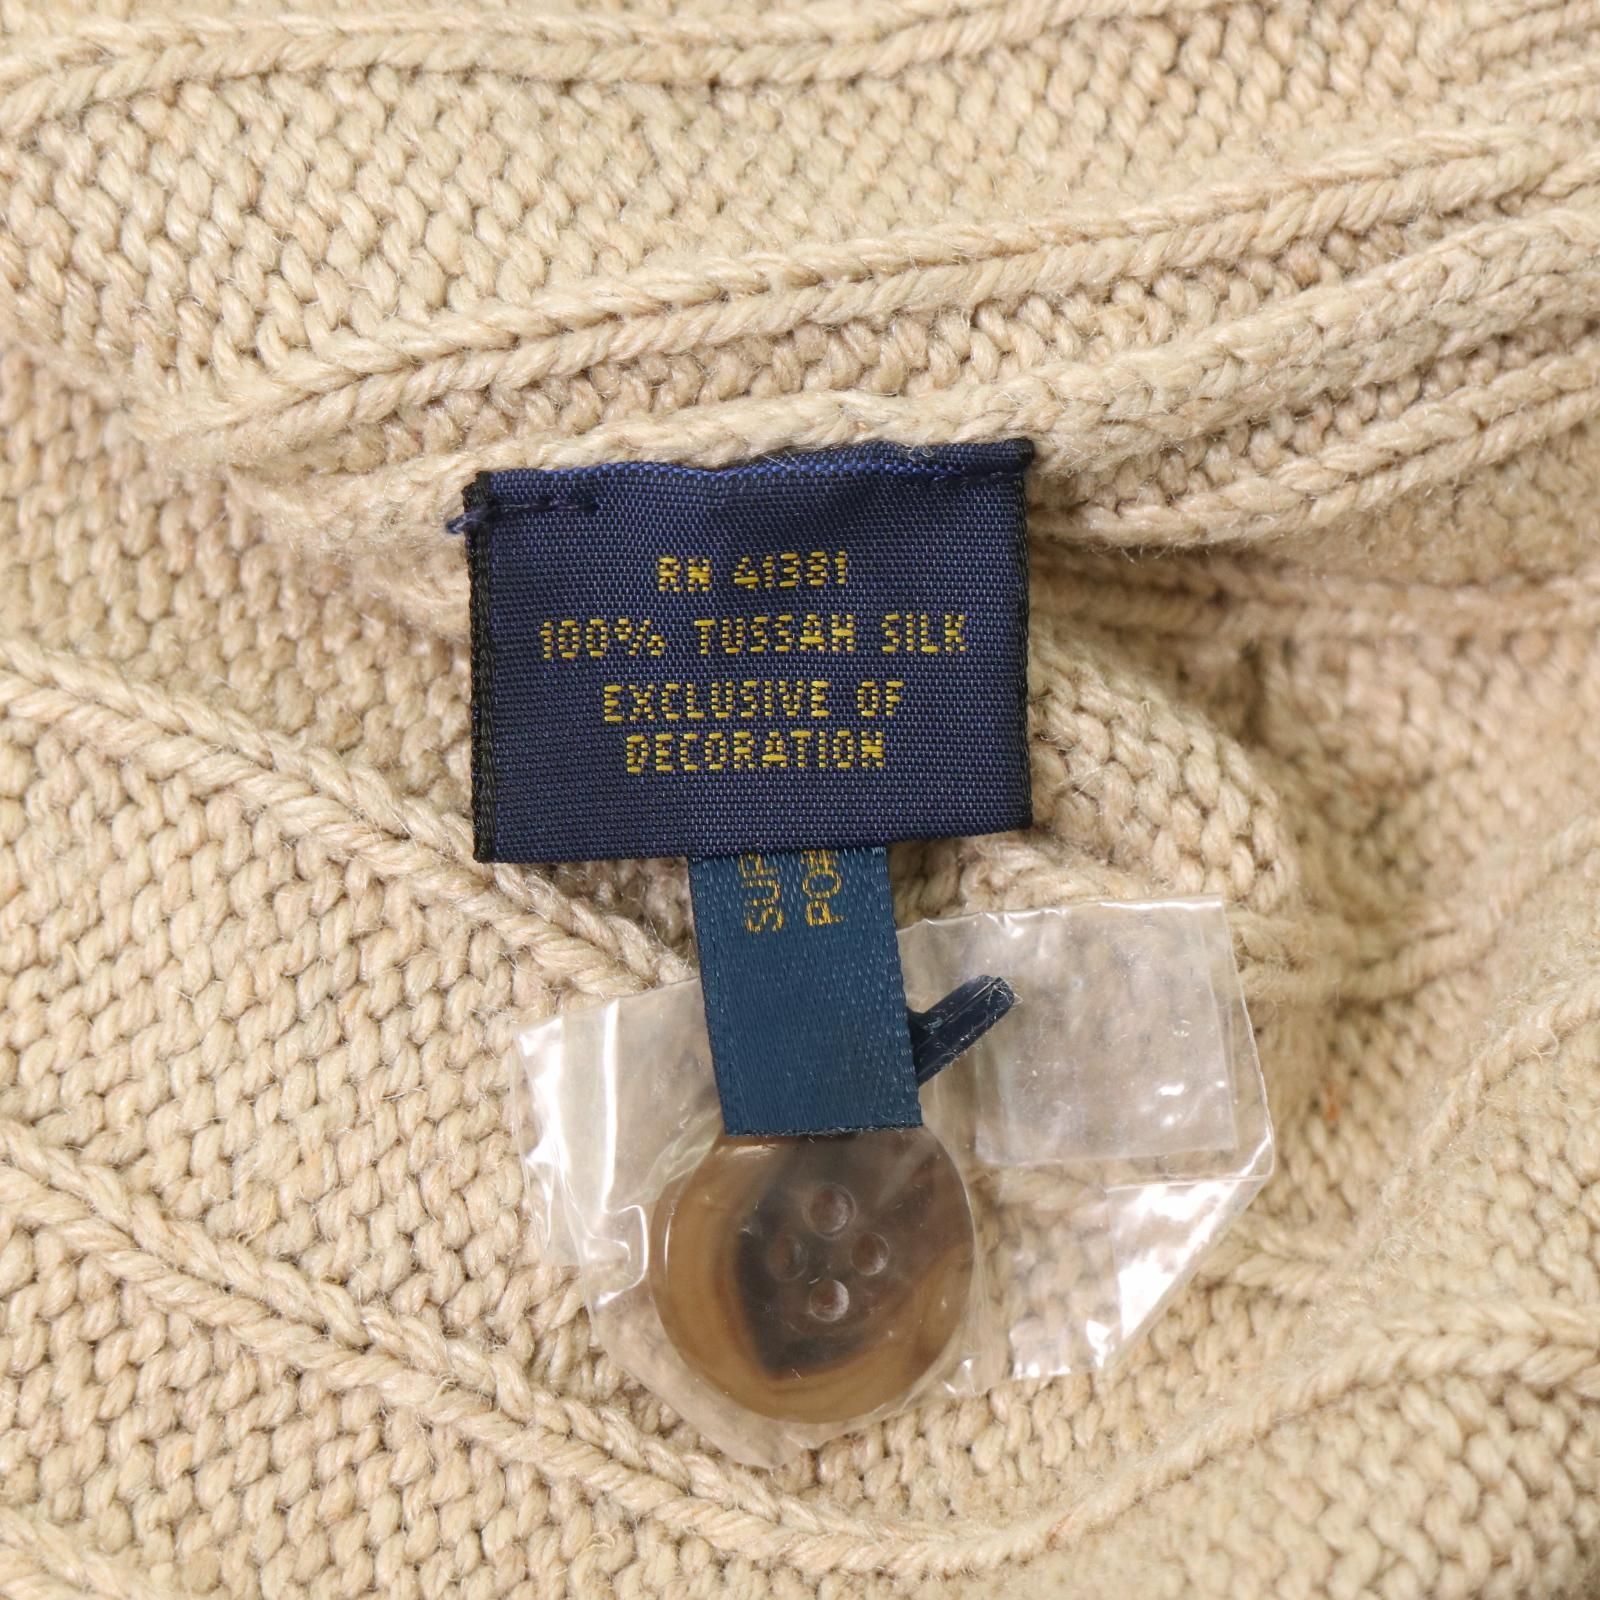 RN 41381
100% TUSSAH SILK
EXCLUSIVE OF
DECORATION
SUP
PO